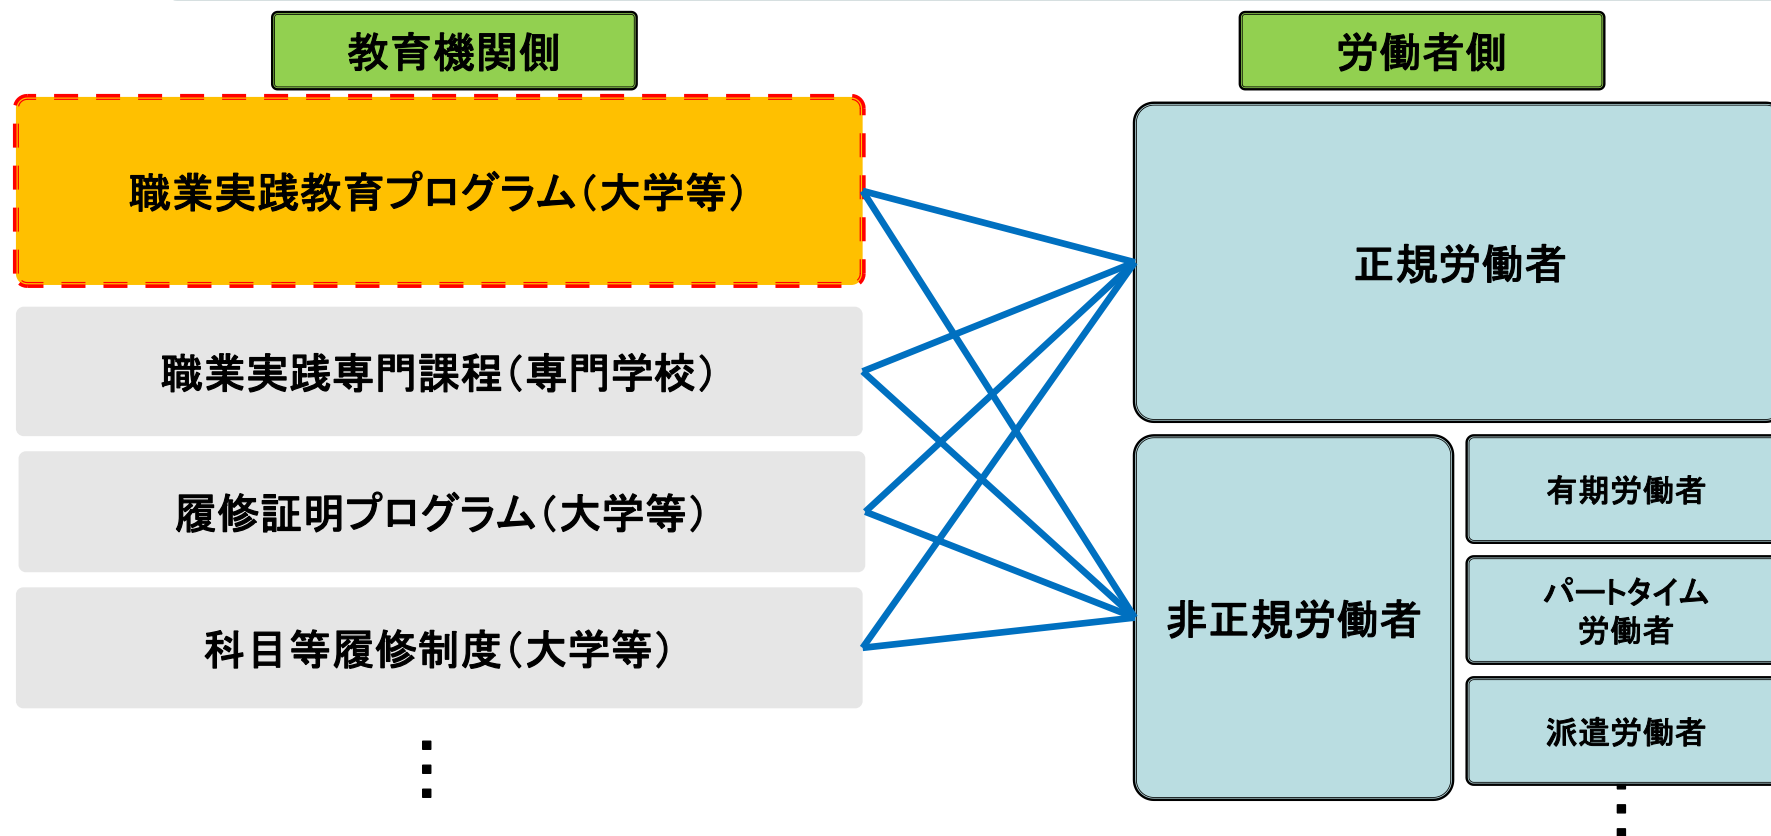 教育機関側
職業実践教育プログラム(大学等)
職業実践専門課程(専門学校)
履修証明プログラム(大学等)
科目等履修制度(大学等)
労働者側
正規労働者
非正規労働者
有期労働者
パートタイム
労働者
派遣労働者